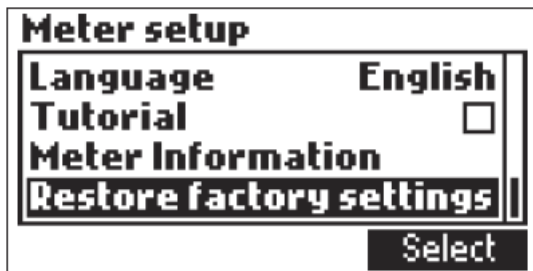 Meter setup
Language English
Tutorial
Meter Information
Restore factory settings
Select